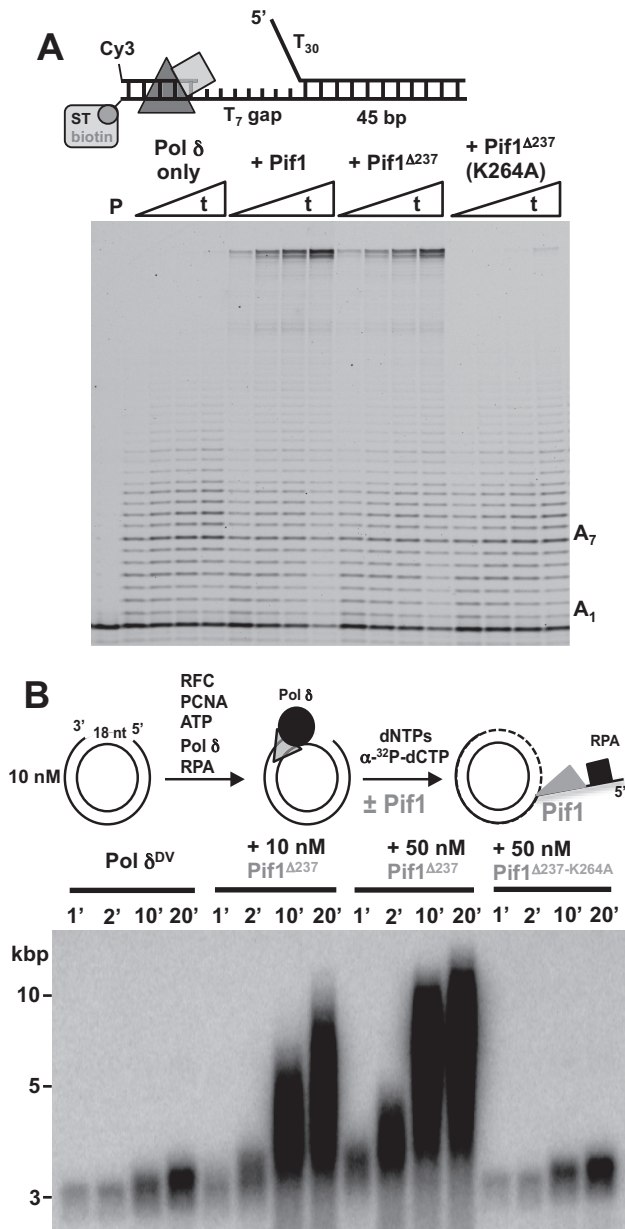 A
5’
T30
Cy3
ST
biotin
T7 gap
45 bp
Pol δ only
+ Pif1
+ Pif1Δ237
+ Pif1Δ237 (K264A)
P
t
t
t
t
A7
A1
B
3’ 18 nt 5’
10 nM
RFC
PCNA
ATP
Pol δ
RPA
Pol δ
dNTPs
α-32P-dCTP
± Pif1
RPA
Pif1
5’
Pol δDV
+ 10 nM
Pif1Δ237
+ 50 nM
Pif1Δ237
+ 50 nM
Pif1Δ237-K264A
1’ 2’ 10’ 20’ 1’ 2’ 10’ 20’ 1’ 2’ 10’ 20’ 1’ 2’ 10’ 20’
kbp
10
5
3